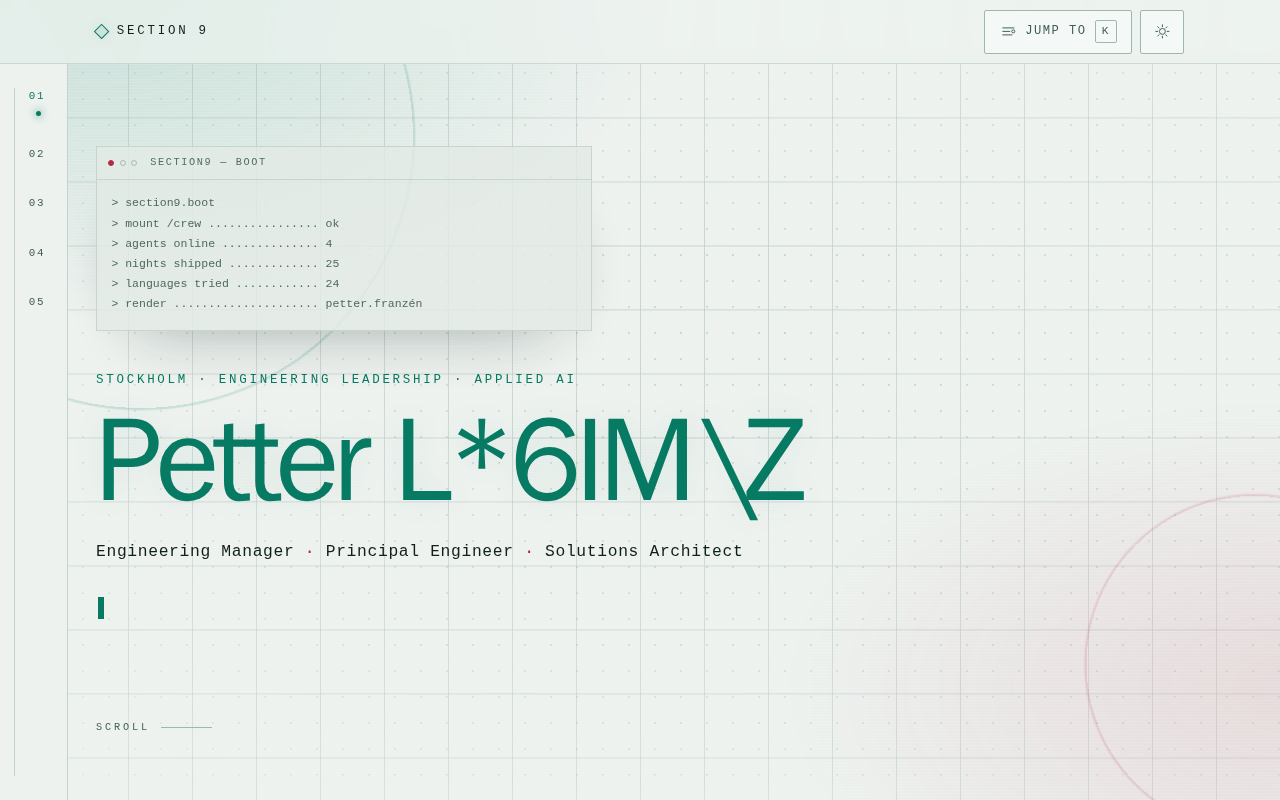 SECTION 9
JUMP TO K
01
02
03
04
05
SECTION9 — BOOT
> section9.boot
> mount /crew ................ ok
> agents online .............. 4
> nights shipped ............. 25
> languages tried ............ 24
> render ..................... petter.franzén
STOCKHOLM · ENGINEERING LEADERSHIP · APPLIED AI
Petter L*6IM\Z
Engineering Manager · Principal Engineer · Solutions Architect
SCROLL